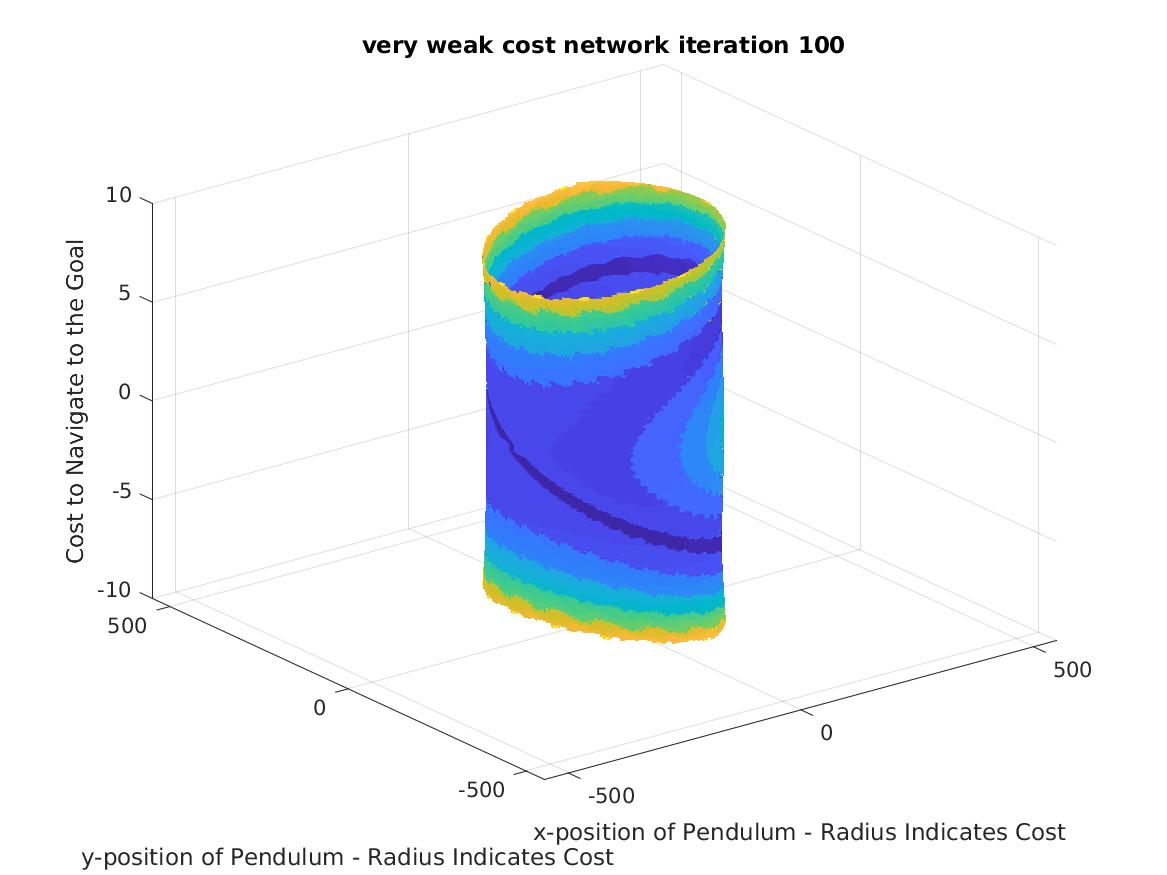 very weak cost network iteration 100
10
5
0
-5
-10
Cost to Navigate to the Goal
500
0
-500
-500
0
500
x-position of Pendulum - Radius Indicates Cost
y-position of Pendulum - Radius Indicates Cost